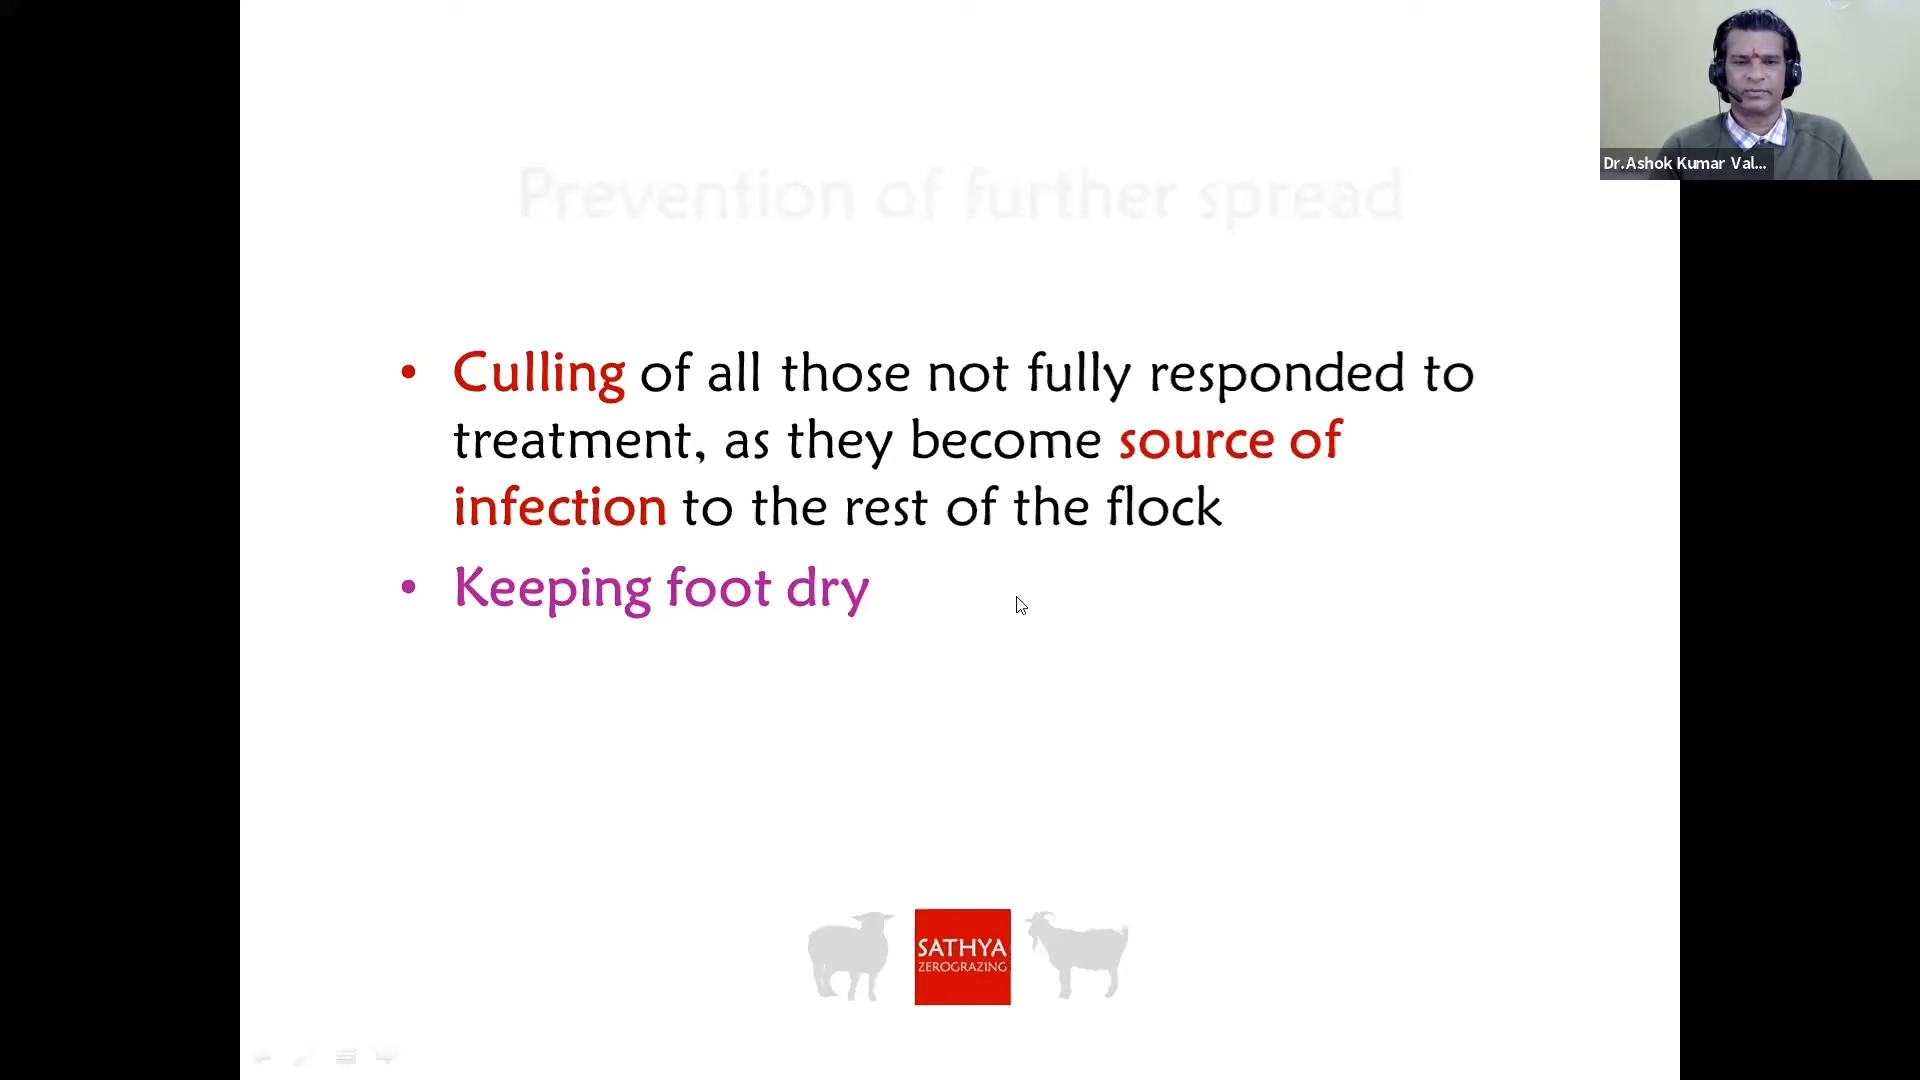 Dr.Ashok Kumar Val...
Prevention of further spread
• Culling of all those not fully responded to
treatment, as they become source of
infection to the rest of the flock
• Keeping foot dry
SATHYA
ZEROGRAZING